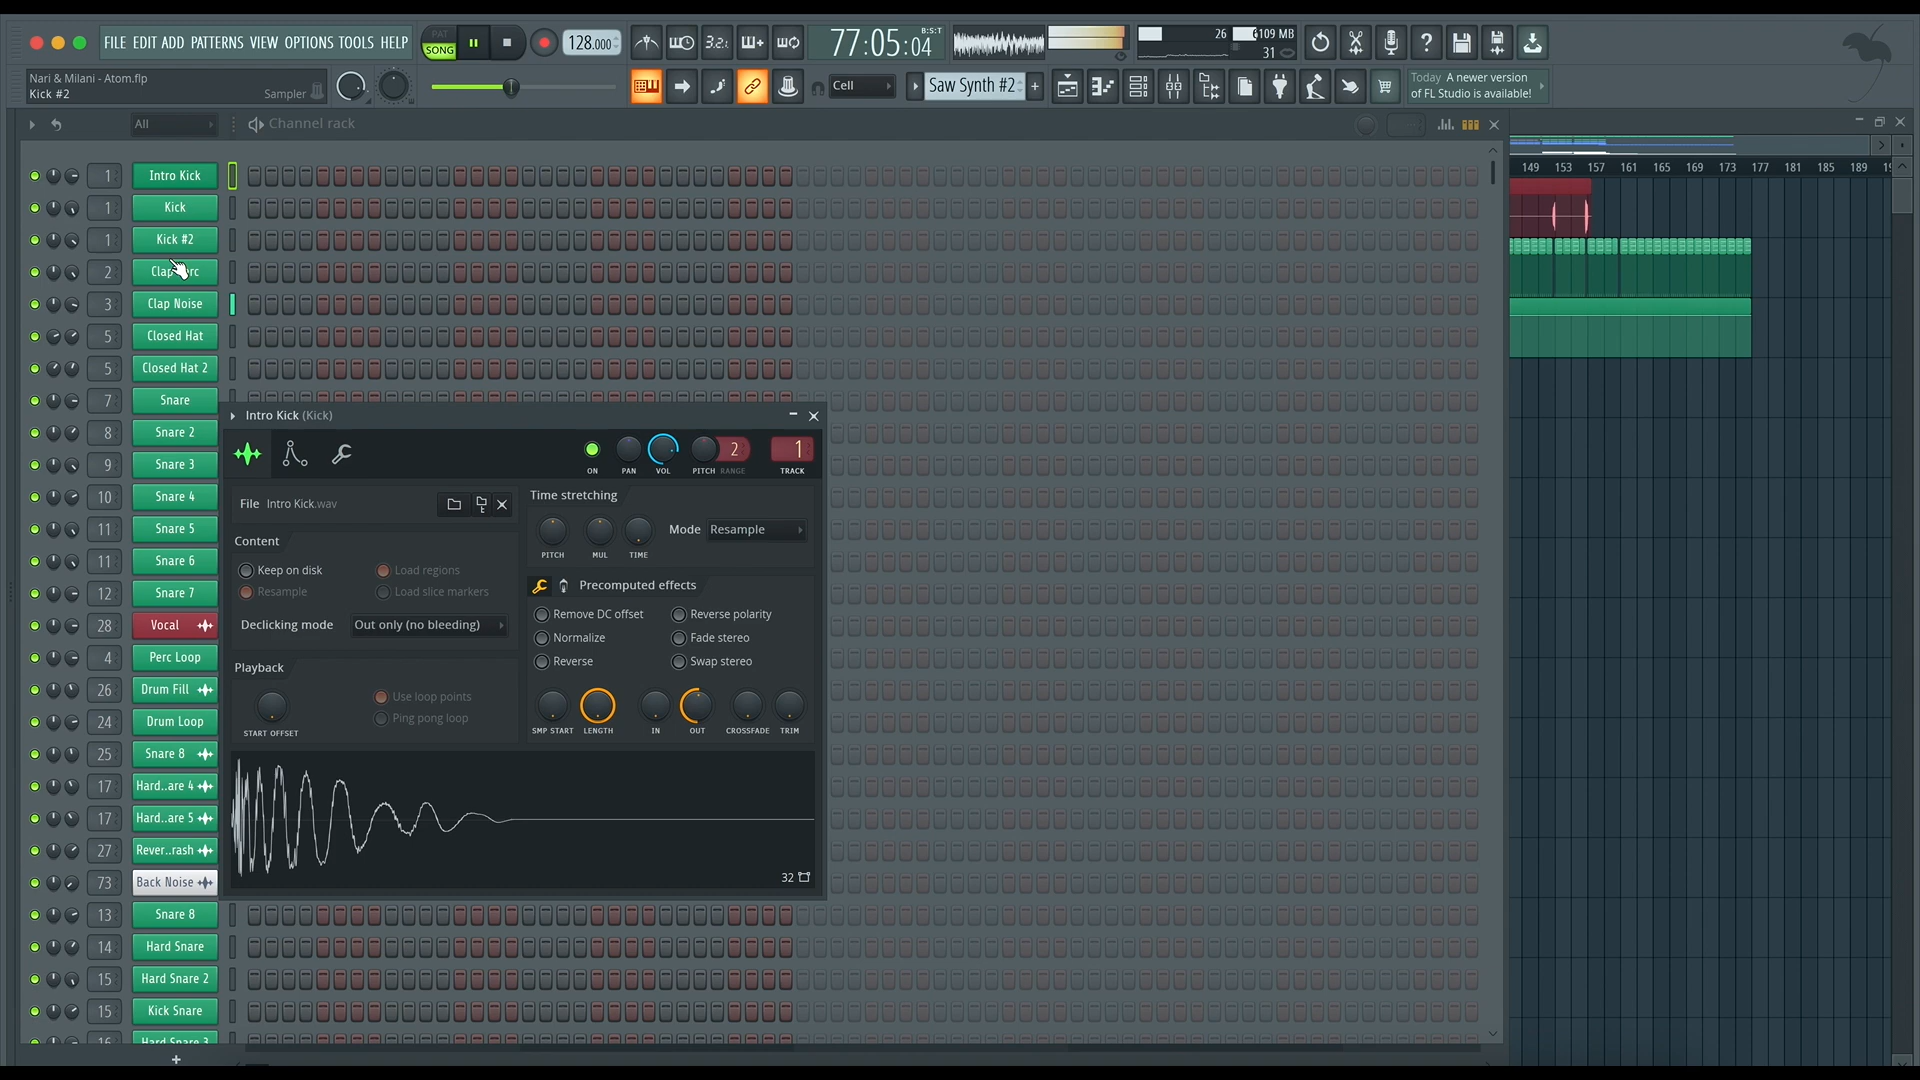 FILE EDIT ADD PATTERNS VIEW OPTIONS TOOLS HELP
PAT
SONG
128.000
3.2.
77:05:04
B:S:T
26
6109 MB
31
Nari & Milani - Atom.flp
Kick #2
Sampler
Cell
Saw Synth #2
+
Today A newer version
of FL Studio is available!
All
Channel rack
149 153 157 161 165 169 173 177 181 185 189
1 Intro Kick
1 Kick
1 Kick #2
2
3 Clap Noise
5 Closed Hat
5 Closed Hat 2
7 Snare
8 Snare 2
9 Snare 3
10 Snare 4
11 Snare 5
11 Snare 6
12 Snare 7
28 Vocal
4 Perc Loop
26 Drum Fill
24 Drum Loop
25 Snare 8
17 Hard..are 4
17 Hard..are 5
27 Rever..rash
73 Back Noise
13 Snare 8
14 Hard Snare
15 Hard Snare 2
15 Kick Snare
16 Hard Snare 3
+
Intro Kick (Kick)
2
1
ON PAN VOL PITCH RANGE TRACK
File Intro Kick.wav
Content
Keep on disk
Load regions
Resample
Load slice markers
Declicking mode
Out only (no bleeding)
Playback
Use loop points
Ping pong loop
START OFFSET
Time stretching
Mode Resample
PITCH MUL TIME
Precomputed effects
Remove DC offset
Reverse polarity
Normalize
Fade stereo
Reverse
Swap stereo
SMP START LENGTH IN OUT CROSSFADE TRIM
32